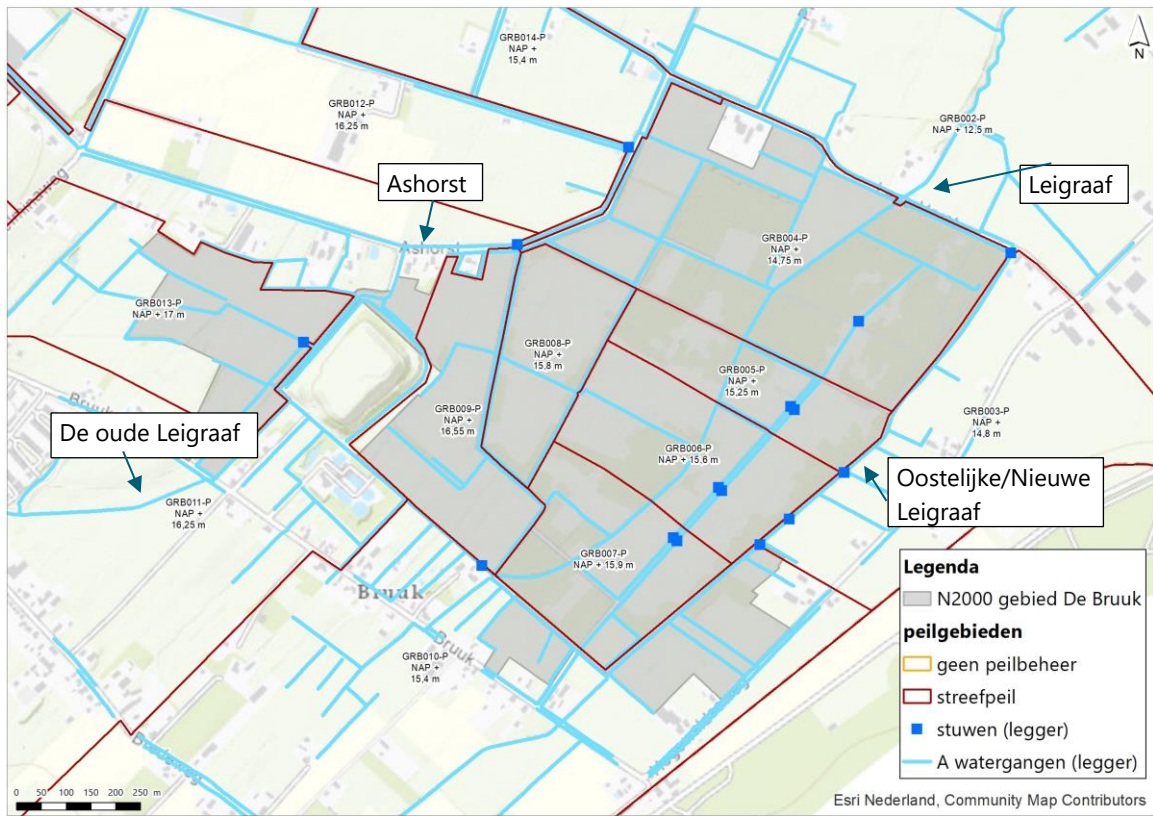 GRB014-P
NAP +
15,4 m
N
GRB012-P
NAP +
16,25 m
GRB002-P
NAP + 12,5 m
Ashorst
Leigraaf
Ashorst
GRB004-P
NAP +
14,75 m
GRB013-P
NAP + 17 m
GRB008-P
NAP +
15,8 m
GRB005-P
NAP +
15,25 m
Bruuk
GRB009-P
NAP +
16,55 m
GRB003-P
NAP + 14,8 m
De oude Leigraaf
GRB006-P
NAP + 15,6 m
Oostelijke/Nieuwe
Leigraaf
GRB011-P
NAP +
16,25 m
GRB007-P
NAP + 15,9 m
Bruuk
Bruuk
GRB010-P
NAP +
15,4 m
Legenda
N2000 gebied De Bruuk
peilgebieden
geen peilbeheer
streefpeil
stuwen (legger)
A watergangen (legger)
0 50 100 150 200 250 m
Esri Nederland, Community Map Contributors